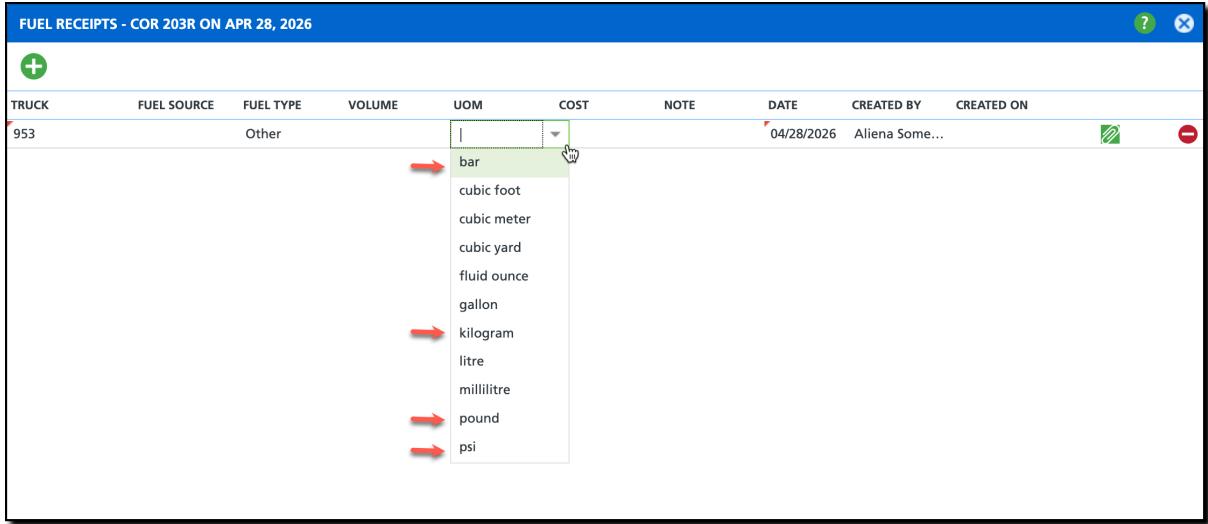 FUEL RECEIPTS - COR 203R ON APR 28, 2026
?
TRUCK FUEL SOURCE FUEL TYPE VOLUME UOM COST NOTE DATE CREATED BY CREATED ON
953 Other 04/28/2026 Aliena Some...
bar
cubic foot
cubic meter
cubic yard
fluid ounce
gallon
kilogram
litre
millilitre
pound
psi